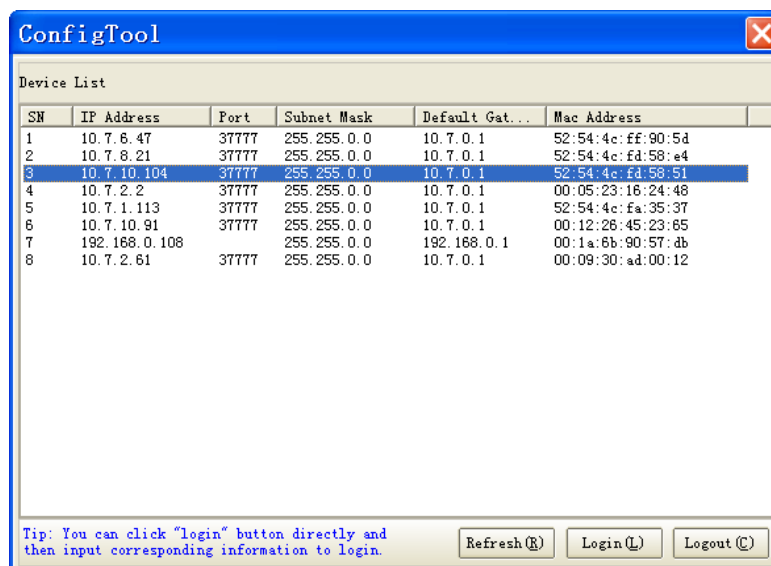 ConfigTool
Device List
SN IP Address Port Subnet Mask Default Gat... Mac Address
1 10.7.6.47 37777 255.255.0.0 10.7.0.1 52:54:4c:ff:90:5d
2 10.7.8.21 37777 255.255.0.0 10.7.0.1 52:54:4c:fd:58:e4
3 10.7.10.104 37777 255.255.0.0 10.7.0.1 52:54:4c:fd:58:51
4 10.7.2.2 37777 255.255.0.0 10.7.0.1 00:05:23:16:24:48
5 10.7.1.113 37777 255.255.0.0 10.7.0.1 52:54:4c:fa:35:37
6 10.7.10.91 37777 255.255.0.0 10.7.0.1 00:12:26:45:23:65
7 192.168.0.108 255.255.0.0 192.168.0.1 00:1a:6b:90:57:db
8 10.7.2.61 37777 255.255.0.0 10.7.0.1 00:09:30:ad:00:12
Tip: You can click "login" button directly and
then input corresponding information to login.
Refresh(R) Login(L) Logout(C)